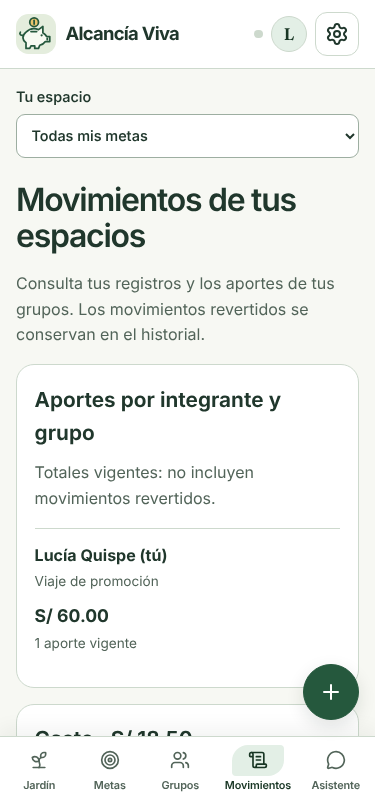 Alcancía Viva
L
Tu espacio
Todas mis metas
Movimientos de tus
espacios
Consulta tus registros y los aportes de tus
grupos. Los movimientos revertidos se
conservan en el historial.
Aportes por integrante y
grupo
Totales vigentes: no incluyen
movimientos revertidos.
Lucía Quispe (tú)
Viaje de promoción
S/ 60.00
1 aporte vigente
Jardín
Metas
Grupos
Movimientos
Asistente